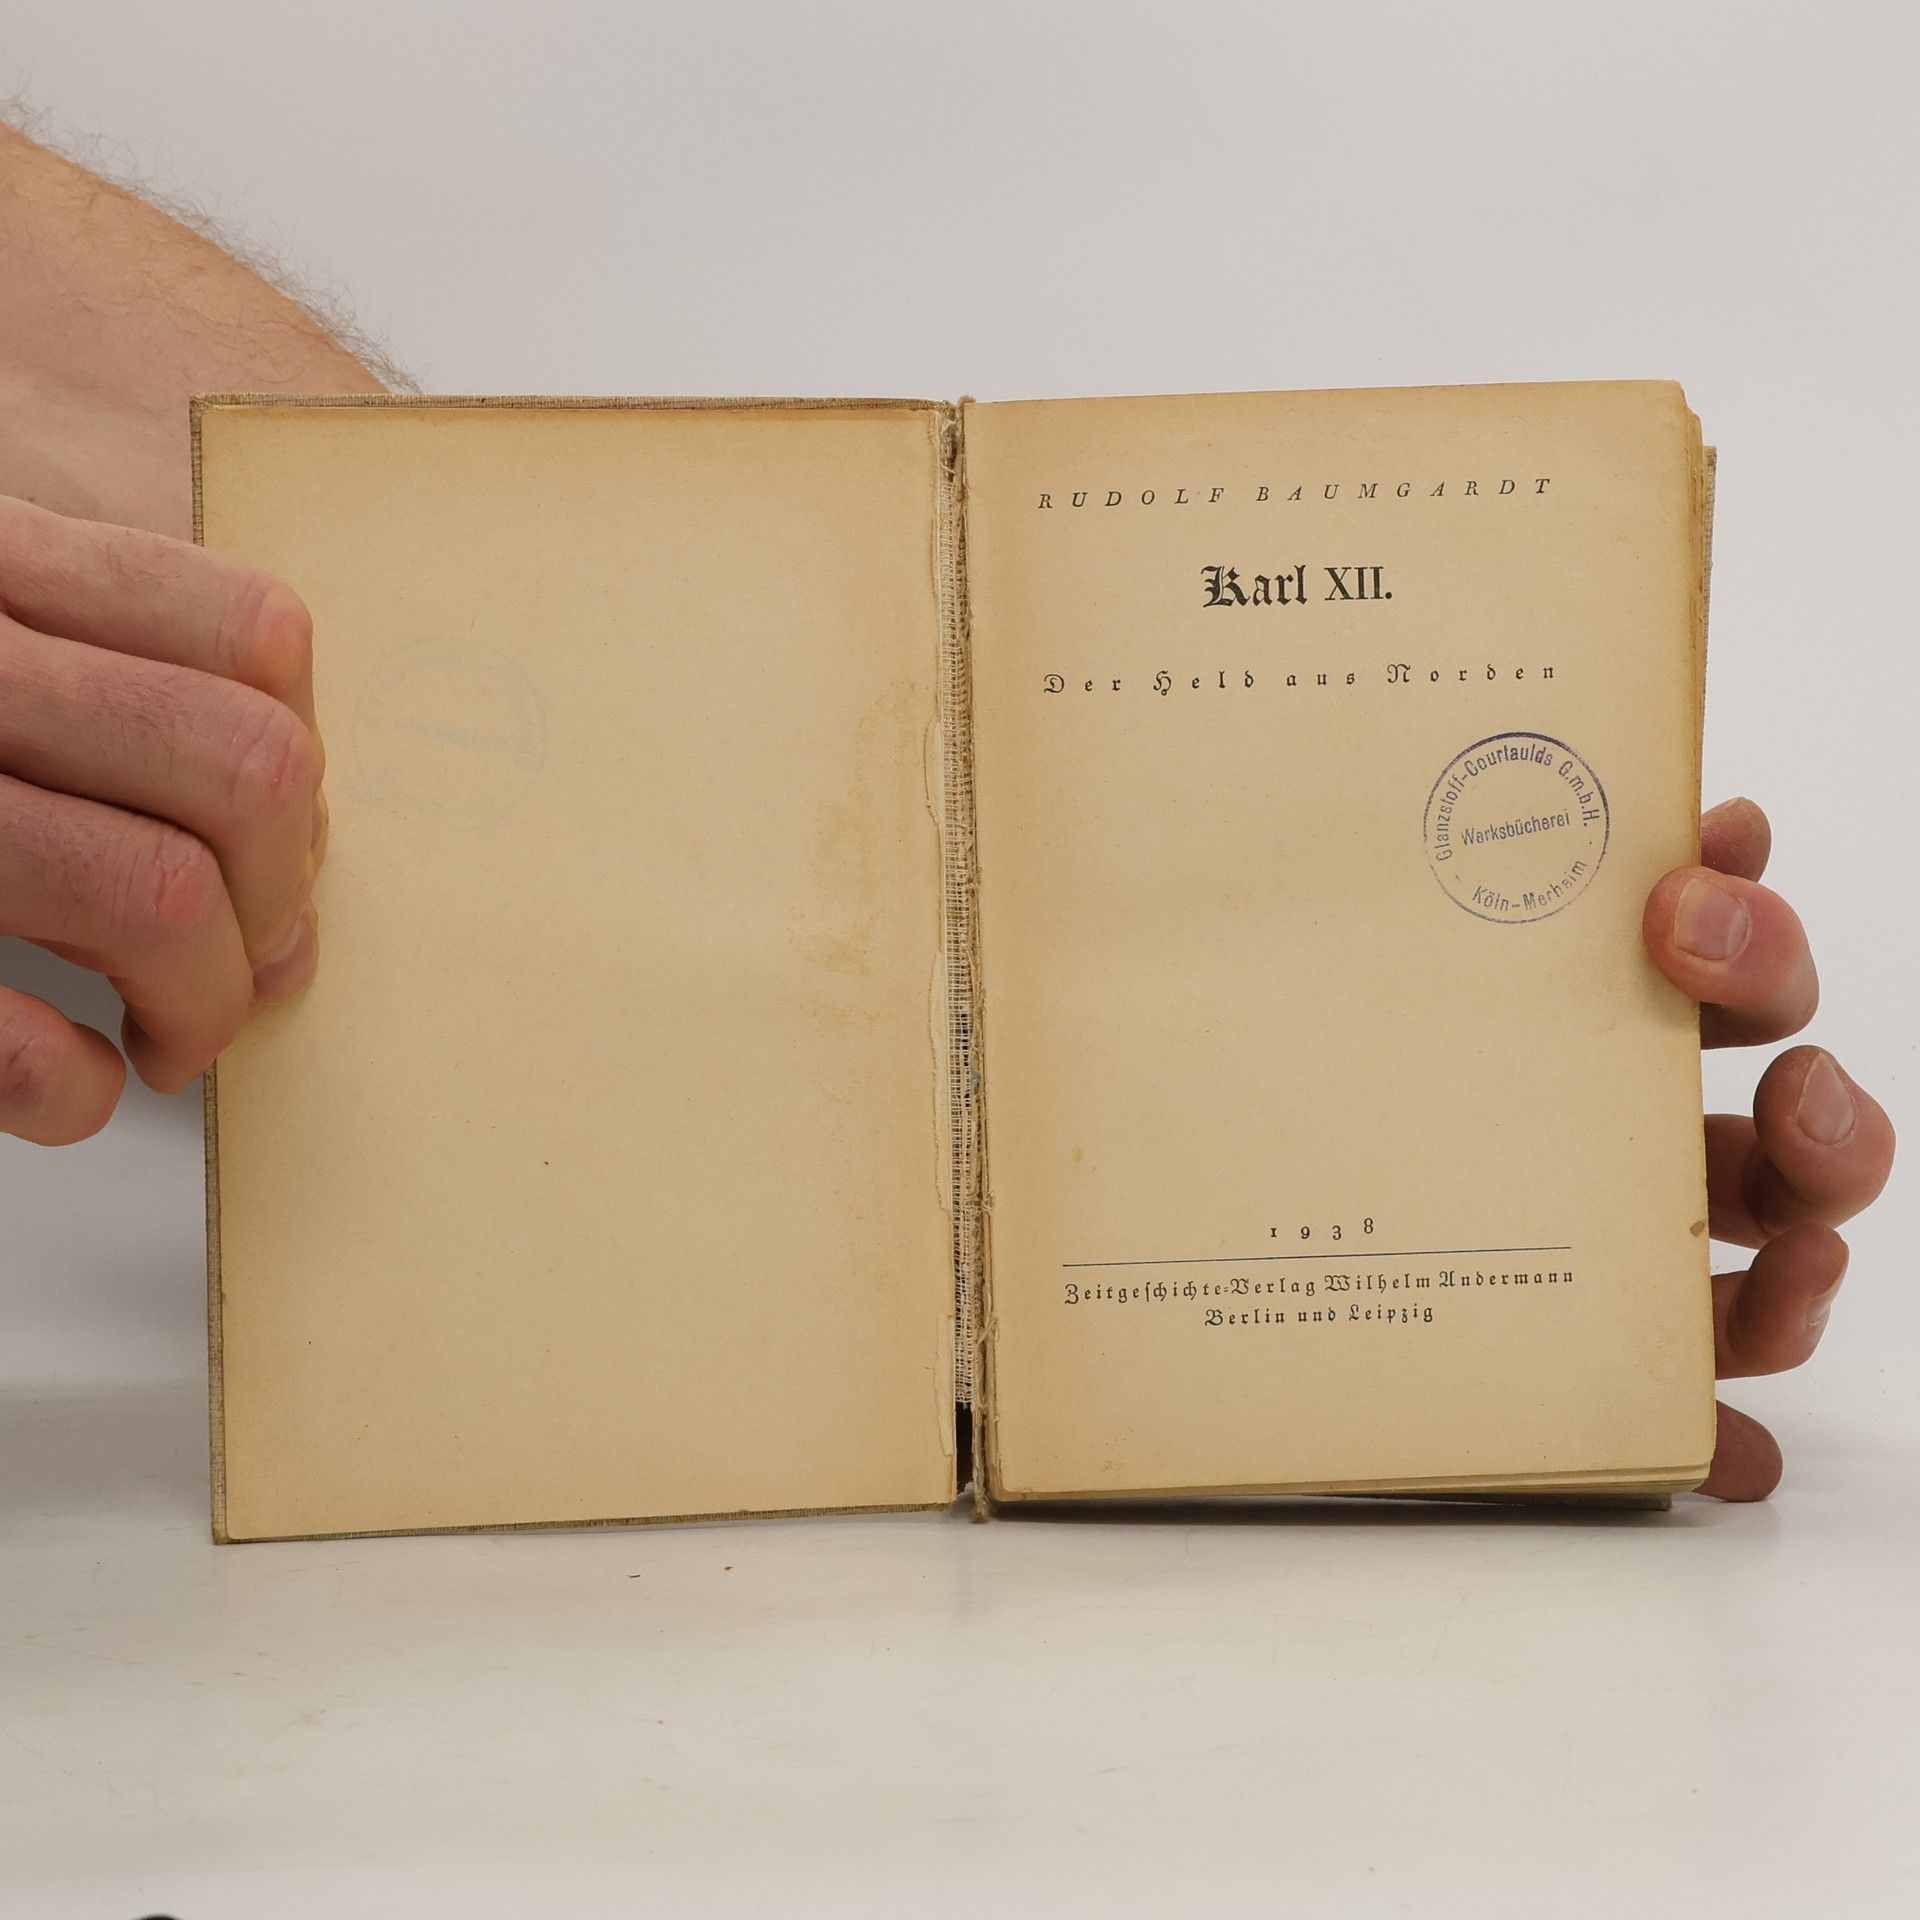 RUDOLF BAUMGARDT
Karl XII.
Der Held aus Norden
Glanzstoff-Courtaulds G.m.b.H.
Werksbücherei
Köln-Merheim
1938
Zeitgeschichte-Verlag Wilhelm Andermann
Berlin und Leipzig